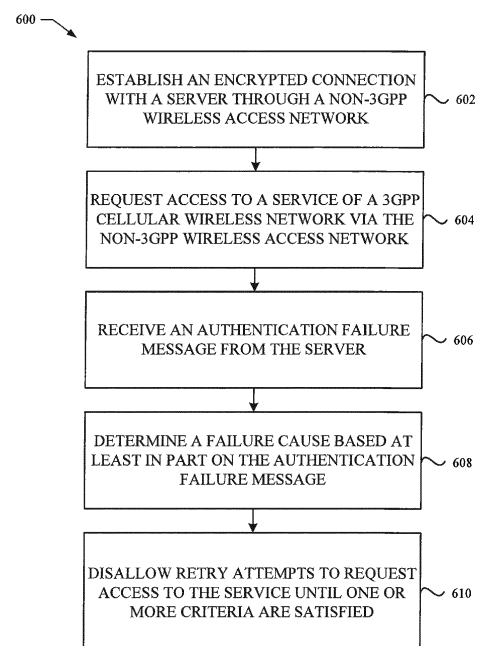 600
ESTABLISH AN ENCRYPTED CONNECTION
WITH A SERVER THROUGH A NON-3GPP
WIRELESS ACCESS NETWORK
602
REQUEST ACCESS TO A SERVICE OF A 3GPP
CELLULAR WIRELESS NETWORK VIA THE
NON-3GPP WIRELESS ACCESS NETWORK
604
RECEIVE AN AUTHENTICATION FAILURE
MESSAGE FROM THE SERVER
606
DETERMINE A FAILURE CAUSE BASED AT
LEAST IN PART ON THE AUTHENTICATION
FAILURE MESSAGE
608
DISALLOW RETRY ATTEMPTS TO REQUEST
ACCESS TO THE SERVICE UNTIL ONE OR
MORE CRITERIA ARE SATISFIED
610